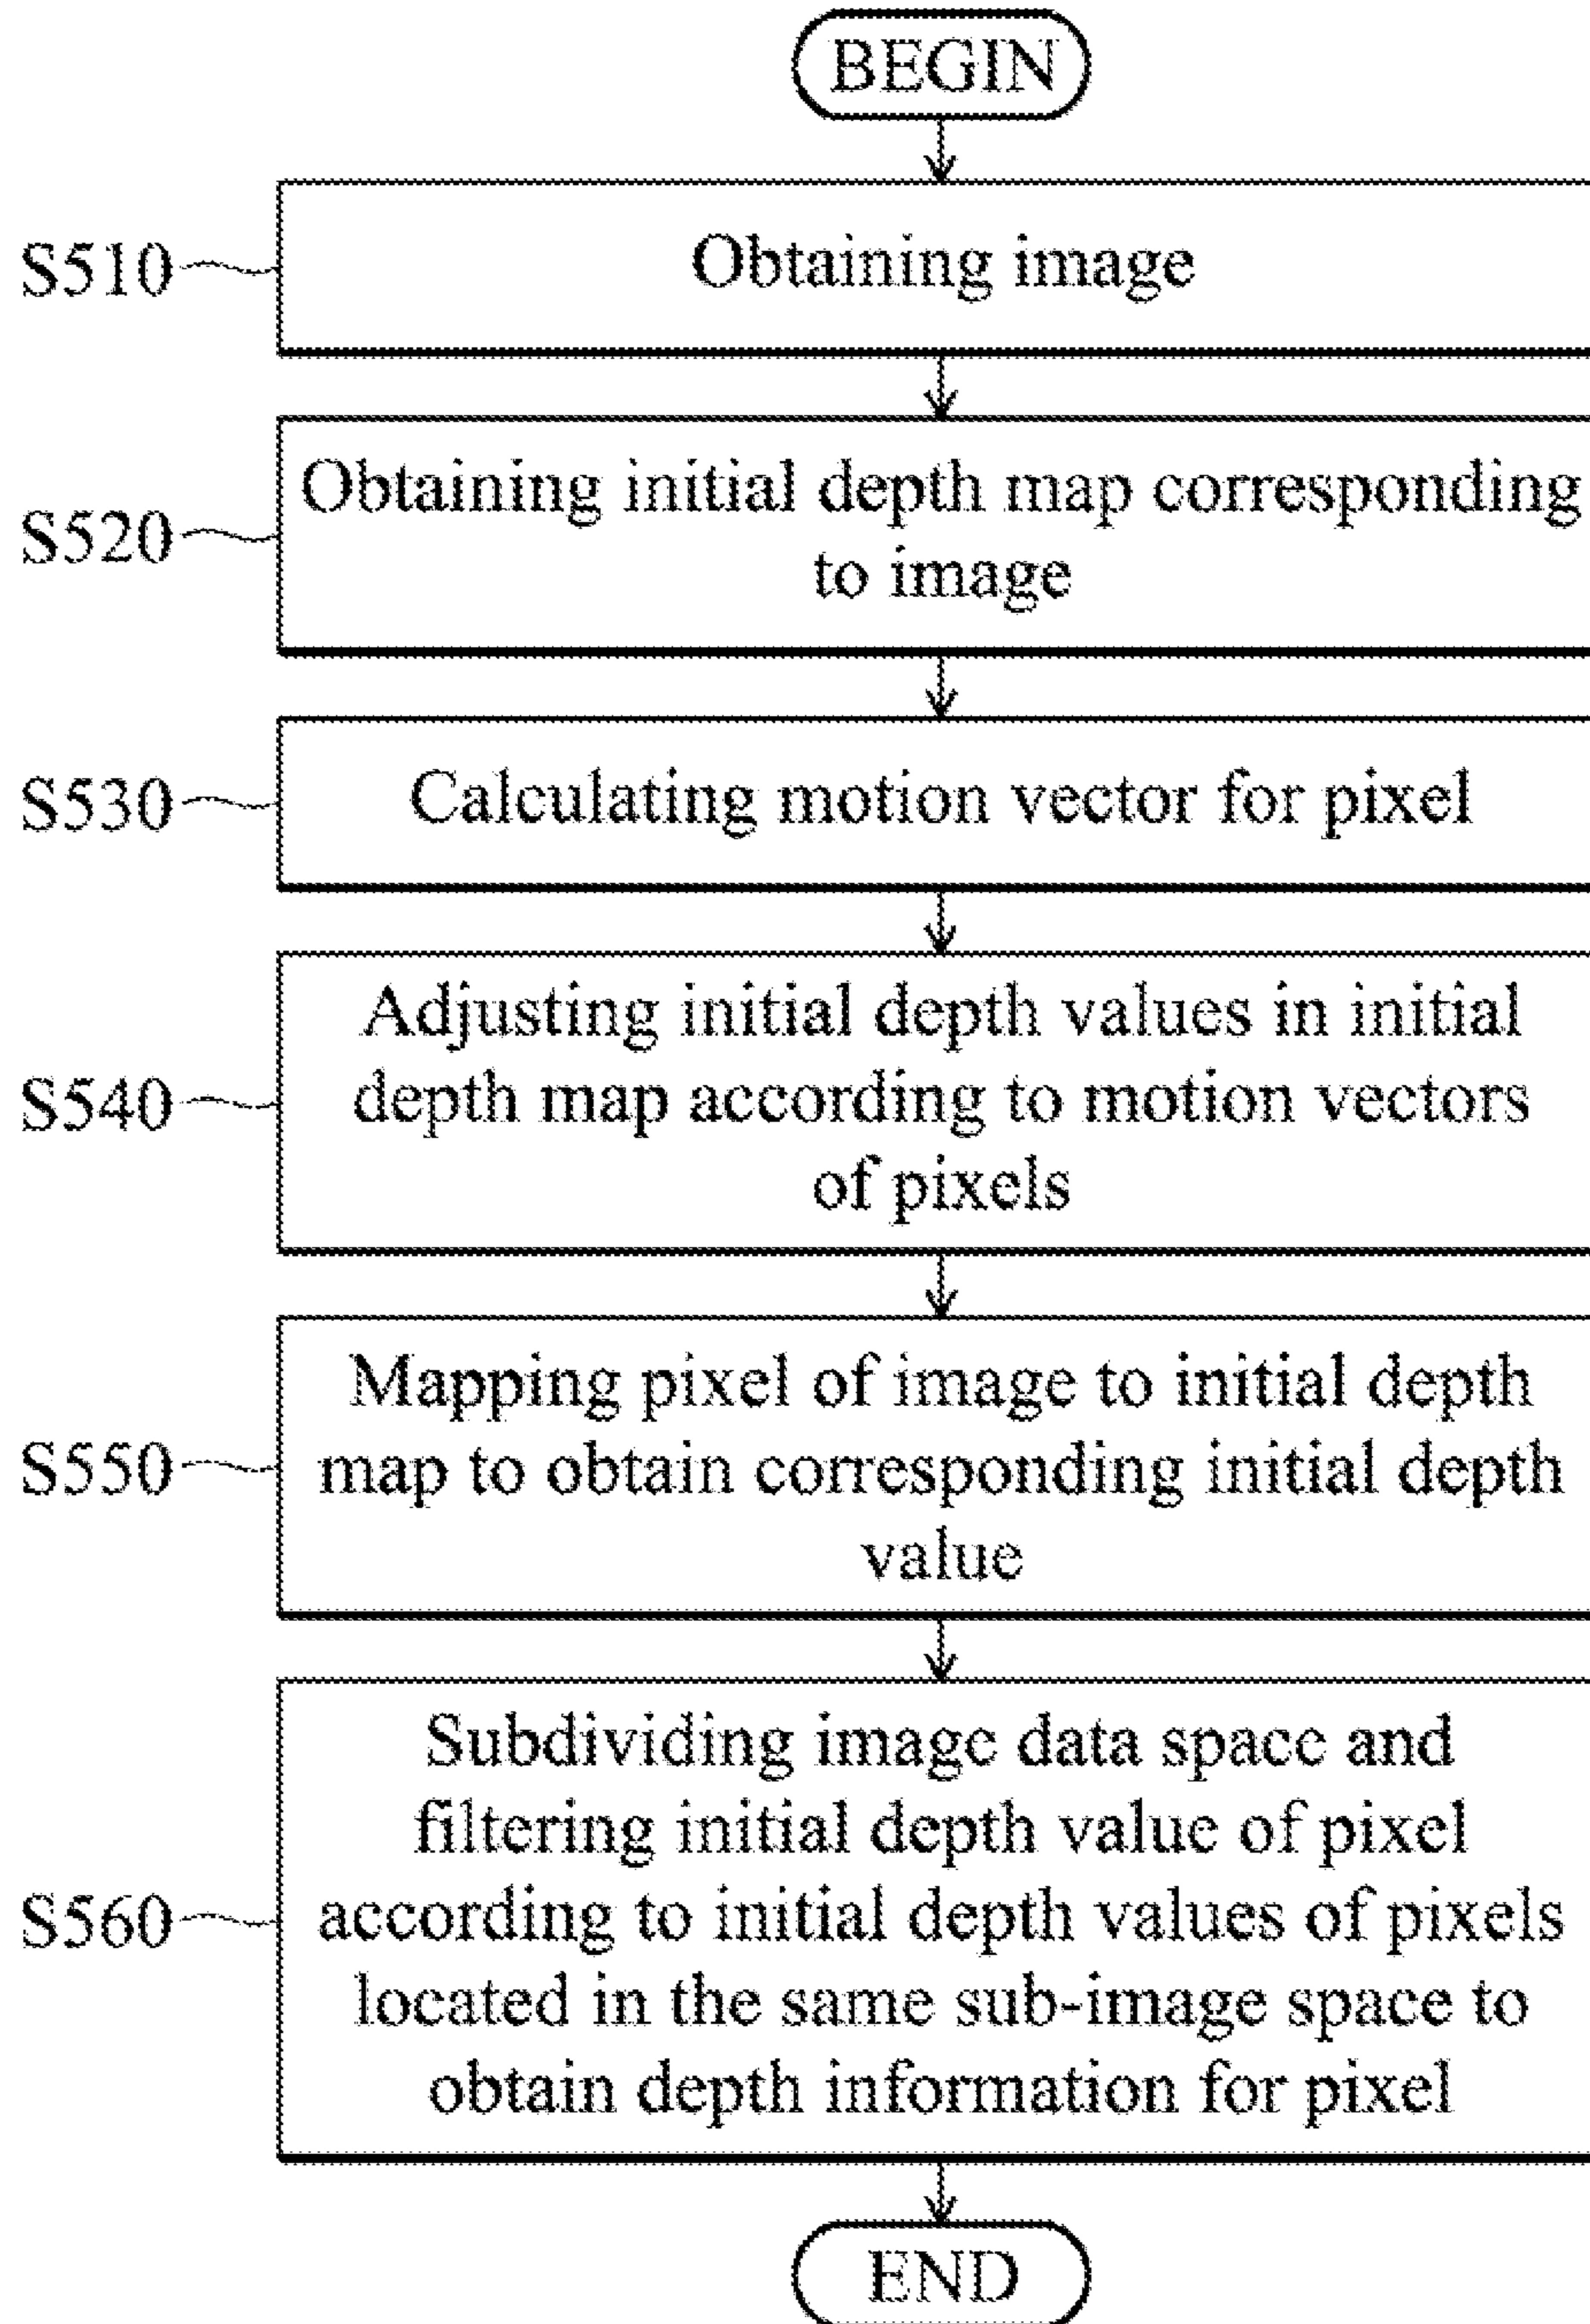 BEGIN
S510
Obtaining image
S520
Obtaining initial depth map corresponding
to image
S530
Calculating motion vector for pixel
S540
Adjusting initial depth values in initial
depth map according to motion vectors
of pixels
S550
Mapping pixel of image to initial depth
map to obtain corresponding initial depth
value
S560
Subdividing image data space and
filtering initial depth value of pixel
according to initial depth values of pixels
located in the same sub-image space to
obtain depth information for pixel
END